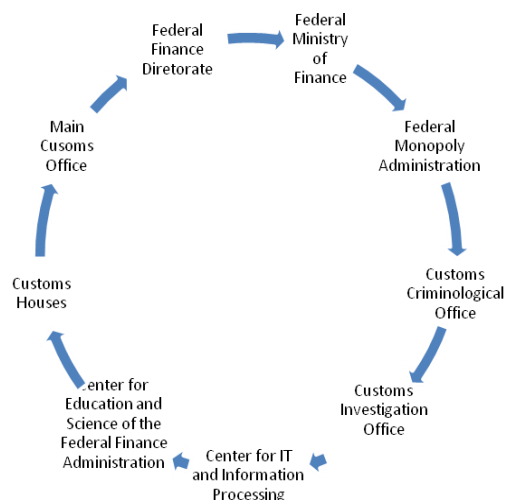 Federal
Finance
Diretorate
Federal
Ministry
of
Finance
Federal
Monopoly
Administration
Customs
Criminological
Office
Customs
Investigation
Office
Center for IT
and Information
Processing
Center for
Education and
Science of the
Federal Finance
Administration
Customs
Houses
Main
Cusoms
Office